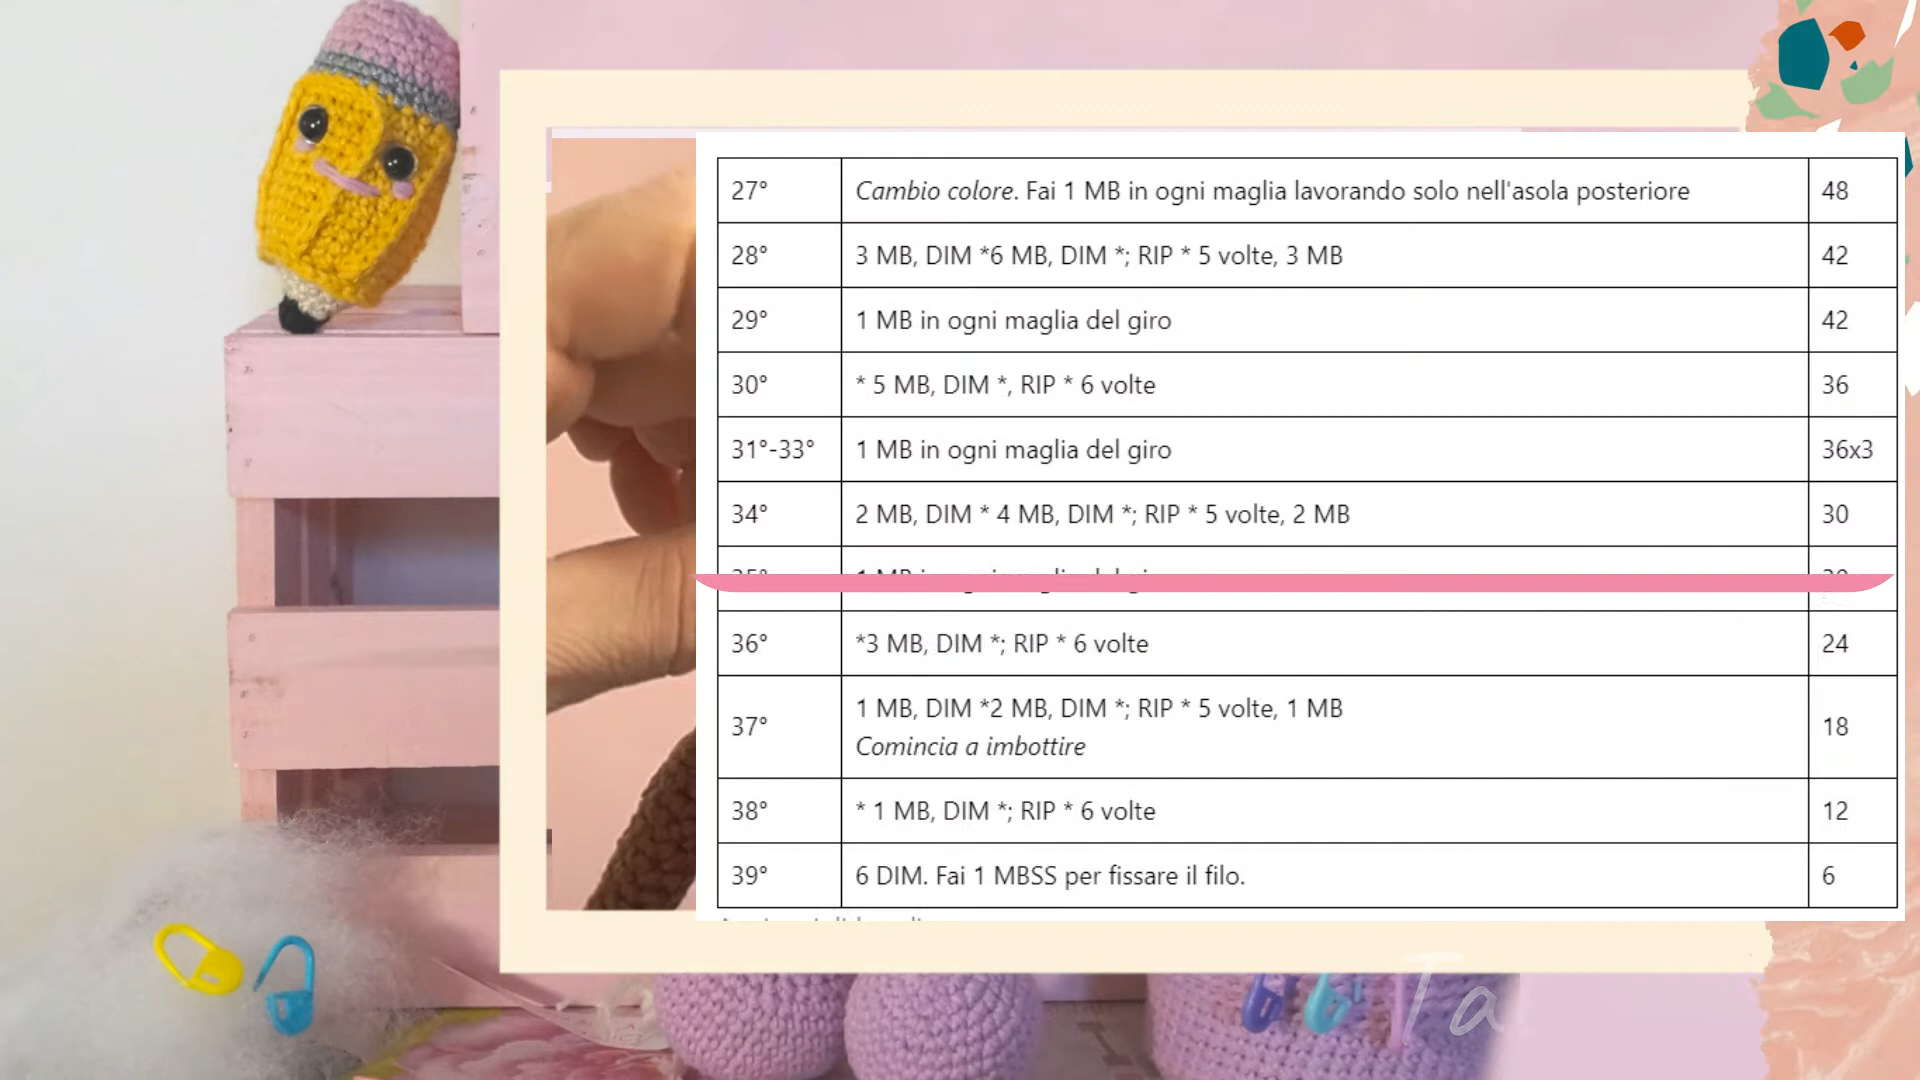 27° Cambio colore. Fai 1 MB in ogni maglia lavorando solo nell'asola posteriore 48
28° 3 MB, DIM *6 MB, DIM *; RIP * 5 volte, 3 MB 42
29° 1 MB in ogni maglia del giro 42
30° * 5 MB, DIM *, RIP * 6 volte 36
31°-33° 1 MB in ogni maglia del giro 36x3
34° 2 MB, DIM * 4 MB, DIM *; RIP * 5 volte, 2 MB 30
36° *3 MB, DIM *; RIP * 6 volte 24
37° 1 MB, DIM *2 MB, DIM *; RIP * 5 volte, 1 MB 18
Comincia a imbottire
38° * 1 MB, DIM *; RIP * 6 volte 12
39° 6 DIM. Fai 1 MBSS per fissare il filo. 6
Ta